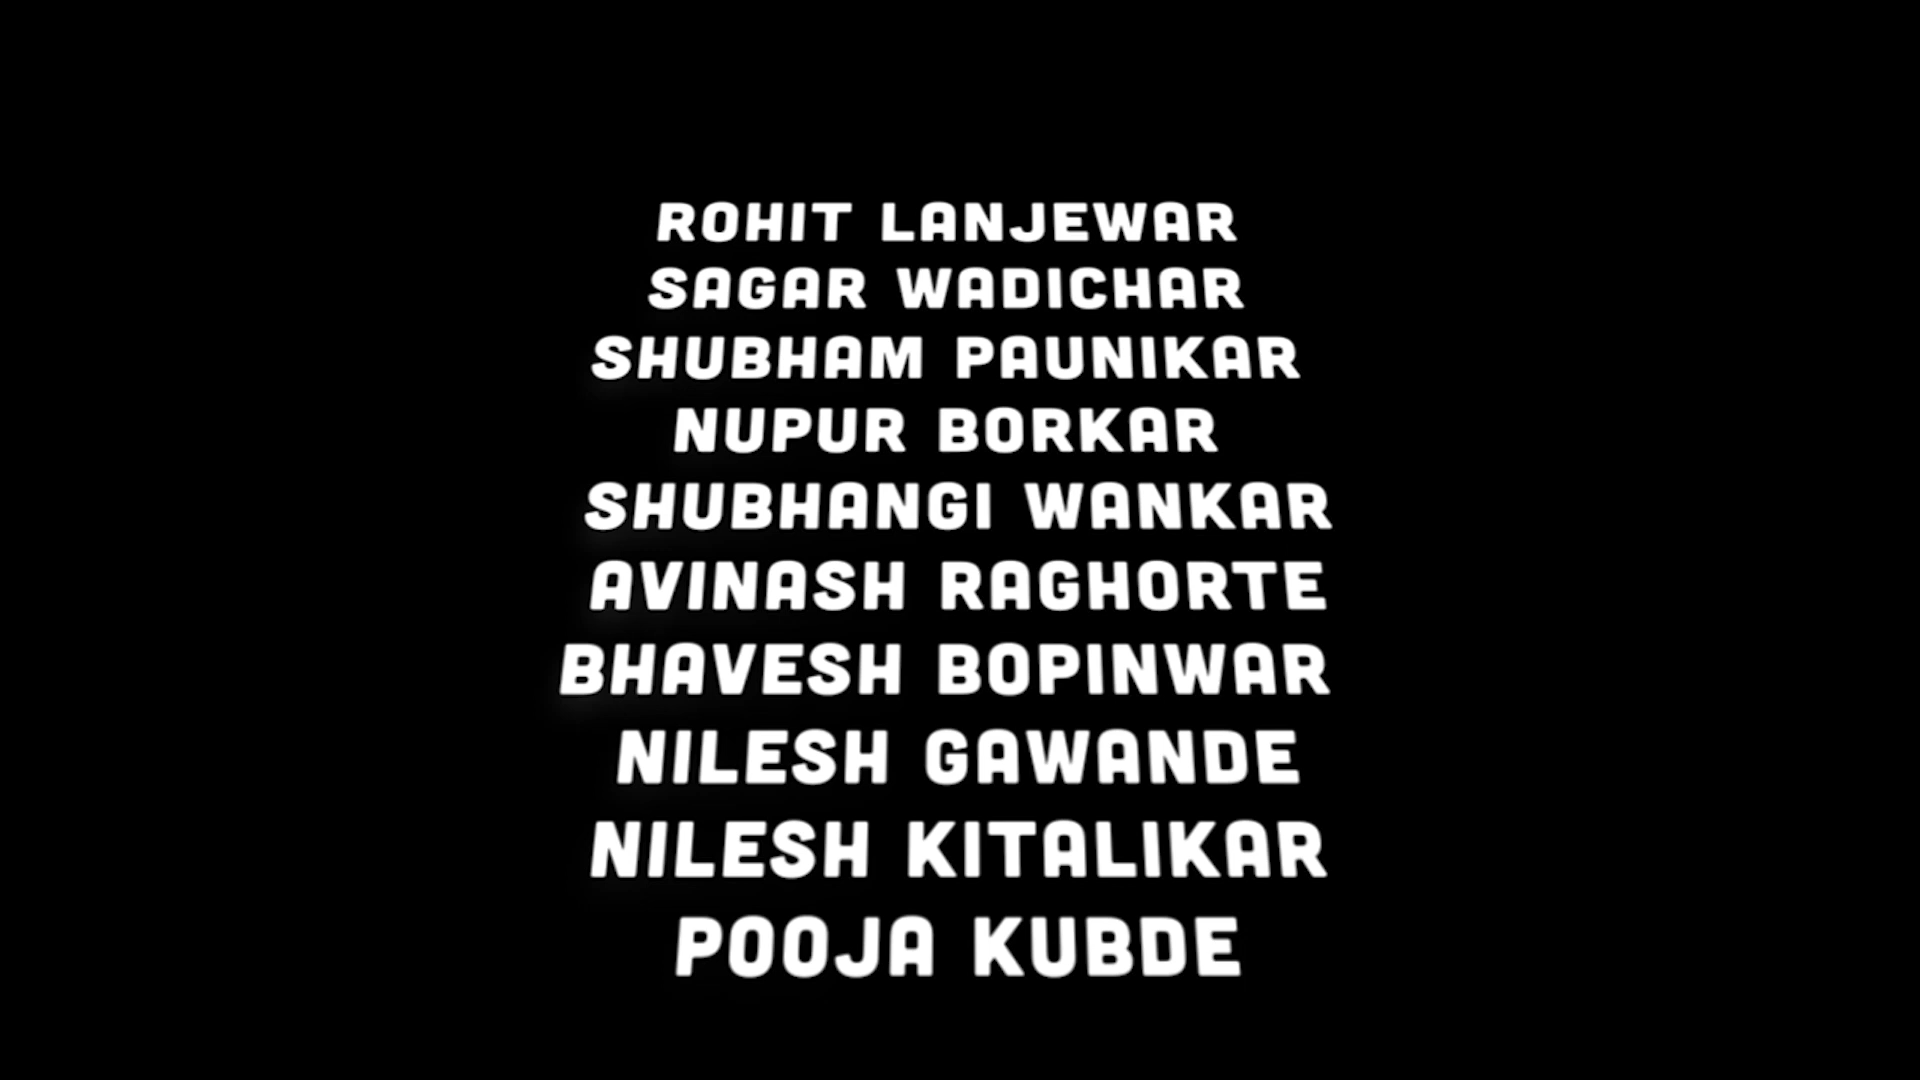 ROHIT LANJEWAR
SAGAR WADICHAR
SHUBHAM PAUNIKAR
NUPUR BORKAR
SHUBHANGI WANKAR
AVINASH RAGHORTE
BHAVESH BOPINWAR
NILESH GAWANDE
NILESH KITALIKAR
POOJA KUBDE